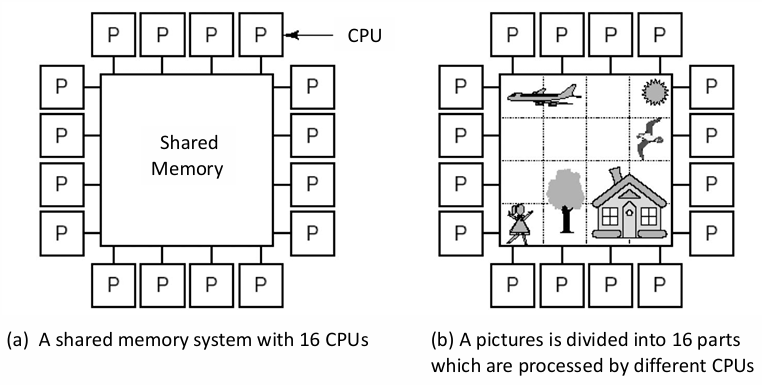 P P P P CPU P P P P
P P P P
P P P P
Shared
Memory
P P P P
P P P P
P P P P P P P P
(a) A shared memory system with 16 CPUs
(b) A pictures is divided into 16 parts
which are processed by different CPUs